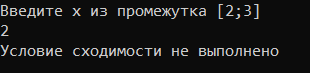 Введите x из промежутка [2;3]
2
Условие сходимости не выполнено